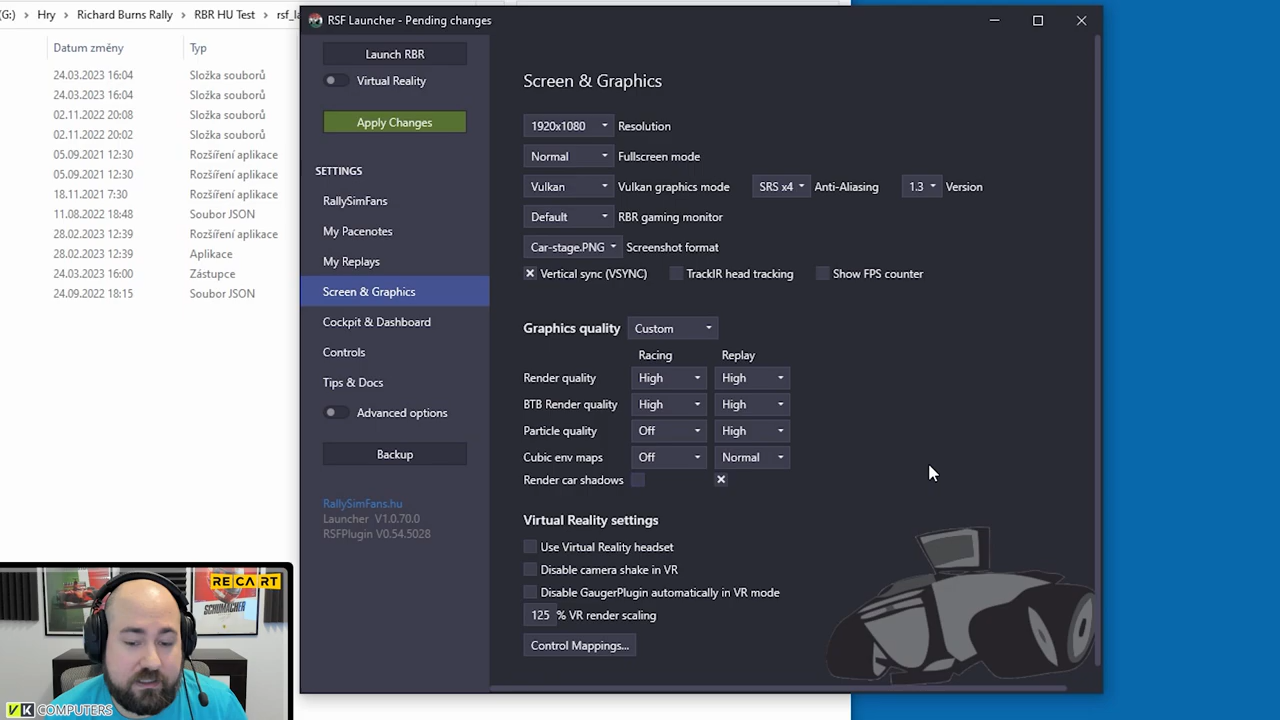 (G:)
Hry
Richard Burns Rally
RBR HU Test
Datum změny
Typ
24.03.2023 16:04
Složka souborů
24.03.2023 16:04
Složka souborů
02.11.2022 20:08
Složka souborů
02.11.2022 20:02
Složka souborů
05.09.2021 12:30
Rozšíření aplikace
05.09.2021 12:30
Rozšíření aplikace
18.11.2021 7:30
Rozšíření aplikace
11.08.2022 18:48
Soubor JSON
28.02.2023 12:39
Rozšíření aplikace
28.02.2023 12:39
Aplikace
24.03.2023 16:00
Zástupce
24.09.2022 18:15
Soubor JSON
RSF Launcher - Pending changes
Launch RBR
Virtual Reality
Apply Changes
SETTINGS
RallySimFans
My Pacenotes
My Replays
Screen & Graphics
Cockpit & Dashboard
Controls
Tips & Docs
Advanced options
Backup
RallySimFans.hu
Launcher V1.0.70.0
RSFPlugin V0.54.5028
Screen & Graphics
1920x1080 Resolution
Normal Fullscreen mode
Vulkan Vulkan graphics mode SRS x4 Anti-Aliasing 1.3 Version
Default RBR gaming monitor
Car-stage.PNG Screenshot format
Vertical sync (VSYNC) TrackIR head tracking Show FPS counter
Graphics quality Custom
Racing Replay
Render quality High High
BTB Render quality High High
Particle quality Off High
Cubic env maps Off Normal
Render car shadows
Virtual Reality settings
Use Virtual Reality headset
Disable camera shake in VR
Disable GaugerPlugin automatically in VR mode
125 % VR render scaling
Control Mappings...
RECART
SCHUMACHER
VK COMPUTERS